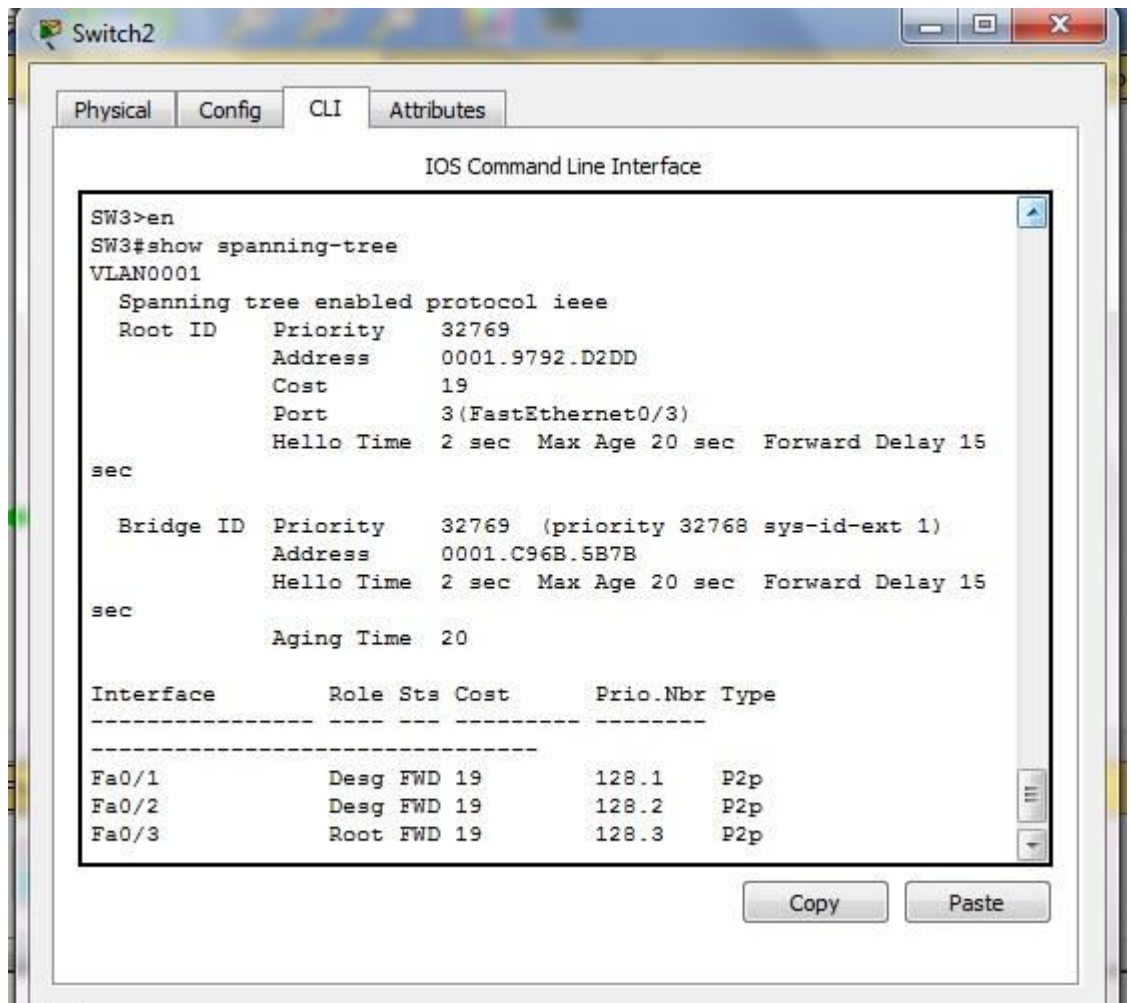 Switch2
Physical Config CLI Attributes
IOS Command Line Interface
SW3>en
SW3#show spanning-tree
VLAN0001
  Spanning tree enabled protocol ieee
  Root ID    Priority    32769
             Address     0001.9792.D2DD
             Cost        19
             Port        3(FastEthernet0/3)
             Hello Time  2 sec  Max Age 20 sec  Forward Delay 15
sec
  Bridge ID  Priority    32769  (priority 32768 sys-id-ext 1)
             Address     0001.C96B.5B7B
             Hello Time  2 sec  Max Age 20 sec  Forward Delay 15
sec
             Aging Time  20
Interface        Role Sts Cost      Prio.Nbr Type
---------------- ---- --- --------- --------
--------------------------------
Fa0/1            Desg FWD 19        128.1    P2p
Fa0/2            Desg FWD 19        128.2    P2p
Fa0/3            Root FWD 19        128.3    P2p
Copy Paste